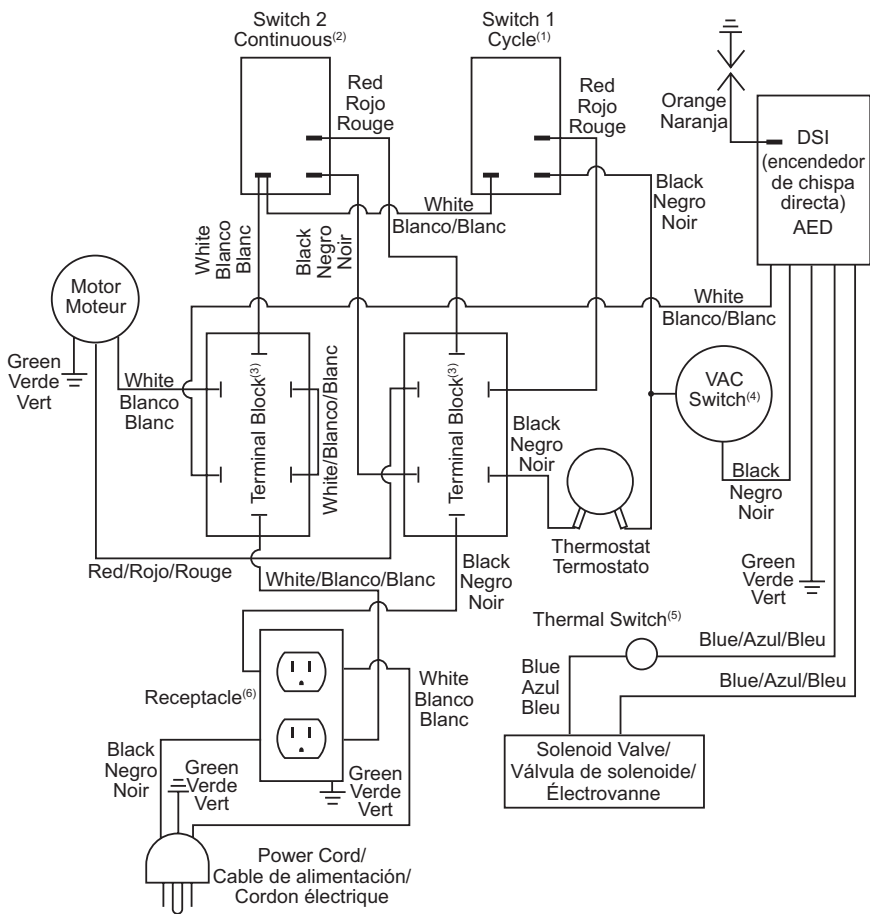 Switch 2
Continuous(2)
Switch 1
Cycle(1)
Red
Rojo
Rouge
Red
Rojo
Rouge
Orange
Naranja
DSI
(encendedor
de chispa
directa)
AED
White
Blanco/Blanc
Black
Negro
Noir
White
Blanco
Blanc
Black
Negro
Noir
Motor
Moteur
White
Blanco/Blanc
Green
Verde
Vert
White
Blanco
Blanc
Terminal Block(3)
White/Blanco/Blanc
Terminal Block(3)
Black
Negro
Noir
VAC
Switch(4)
Black
Negro
Noir
Thermostat
Termostato
Red/Rojo/Rouge
White/Blanco/Blanc
Black
Negro
Noir
Green
Verde
Vert
Thermal Switch(5)
Blue/Azul/Bleu
Blue
Azul
Bleu
Blue/Azul/Bleu
Receptacle(6)
White
Blanco
Blanc
Solenoid Valve/
Válvula de solenoide/
Électrovanne
Black
Negro
Noir
Green
Verde
Vert
Green
Verde
Vert
Power Cord/
Cable de alimentación/
Cordon électrique